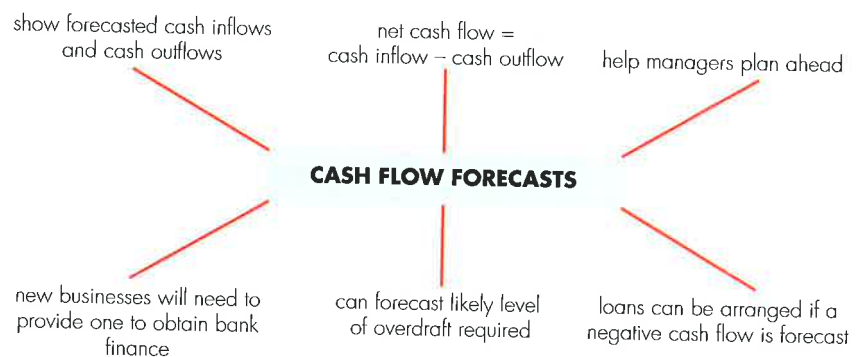 show forecasted cash inflows
and cash outflows
net cash flow =
cash inflow – cash outflow
help managers plan ahead
CASH FLOW FORECASTS
new businesses will need to
provide one to obtain bank
finance
can forecast likely level
of overdraft required
loans can be arranged if a
negative cash flow is forecast